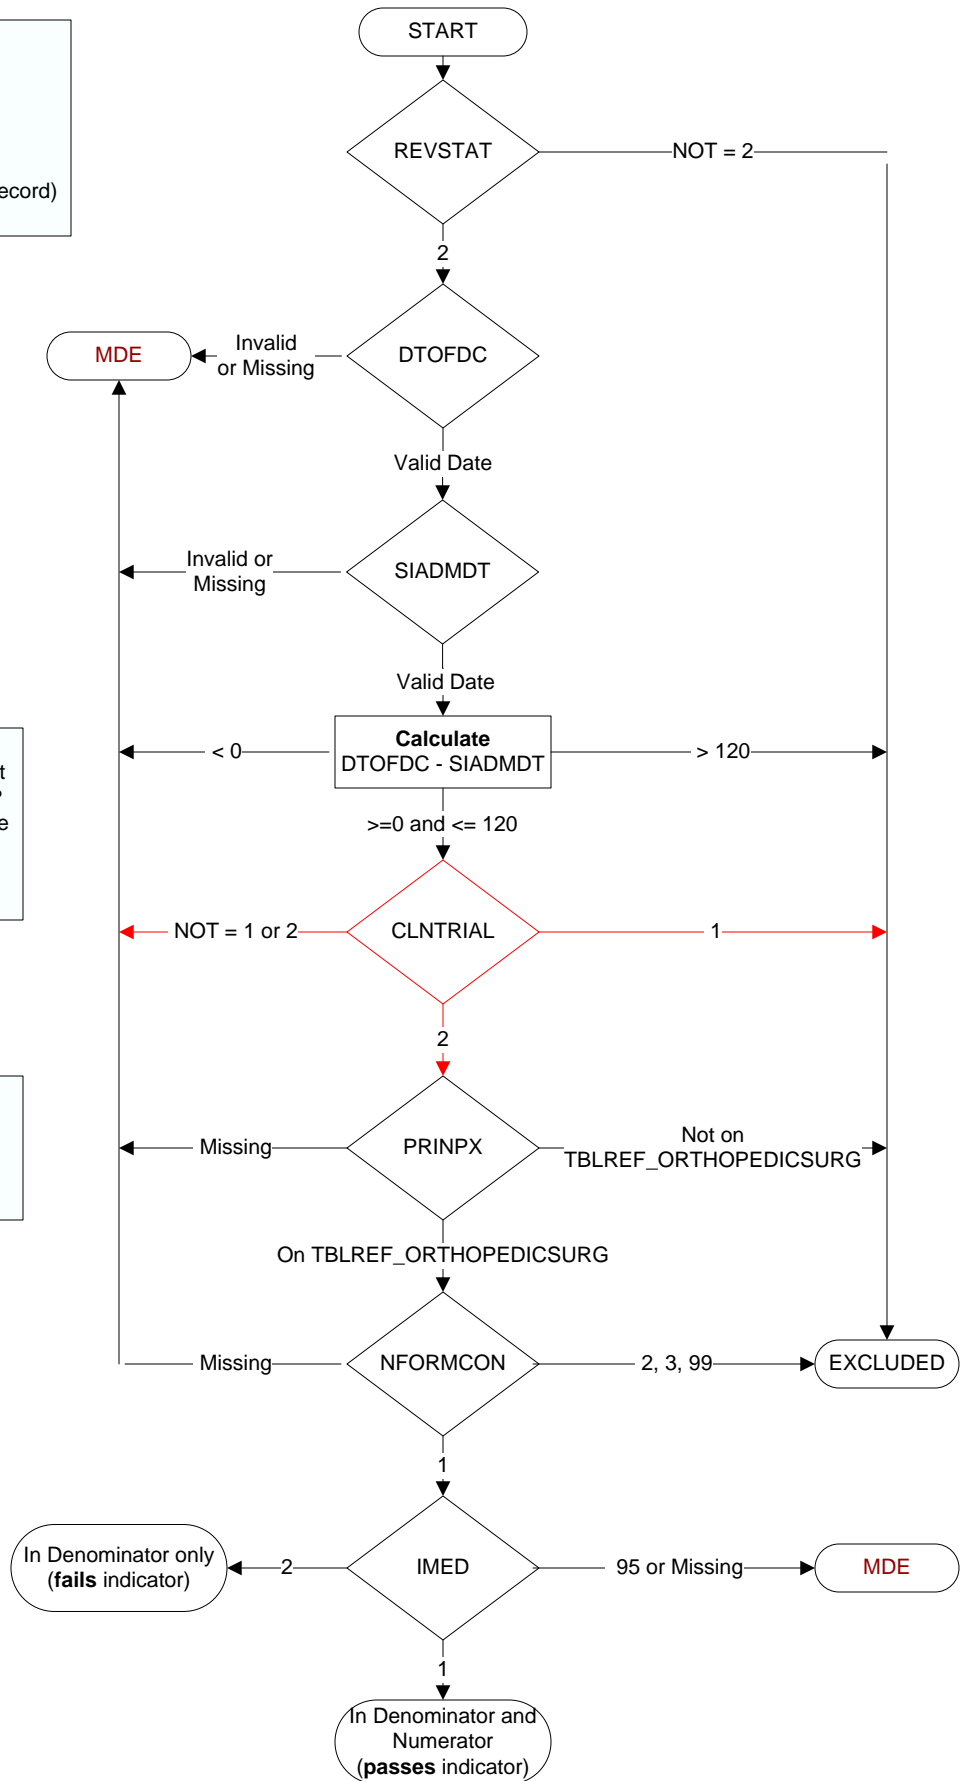 START
REVSTAT
NOT = 2
ecord)
2
Invalid
or Missing
MDE
DTOFDC
Valid Date
Invalid or
Missing
SIADMDT
Valid Date
Calculate
DTOFDC - SIADMDT
< 0
> 120
t
?
e
>=0 and <= 120
NOT = 1 or 2
CLNTRIAL
1
2
Missing
PRINPX
Not on
TBLREF_ORTHOPEDICSURG
On TBLREF_ORTHOPEDICSURG
Missing
NFORMCON
2, 3, 99
EXCLUDED
1
In Denominator only
(fails indicator)
2
IMED
95 or Missing
MDE
1
In Denominator and
Numerator
(passes indicator)